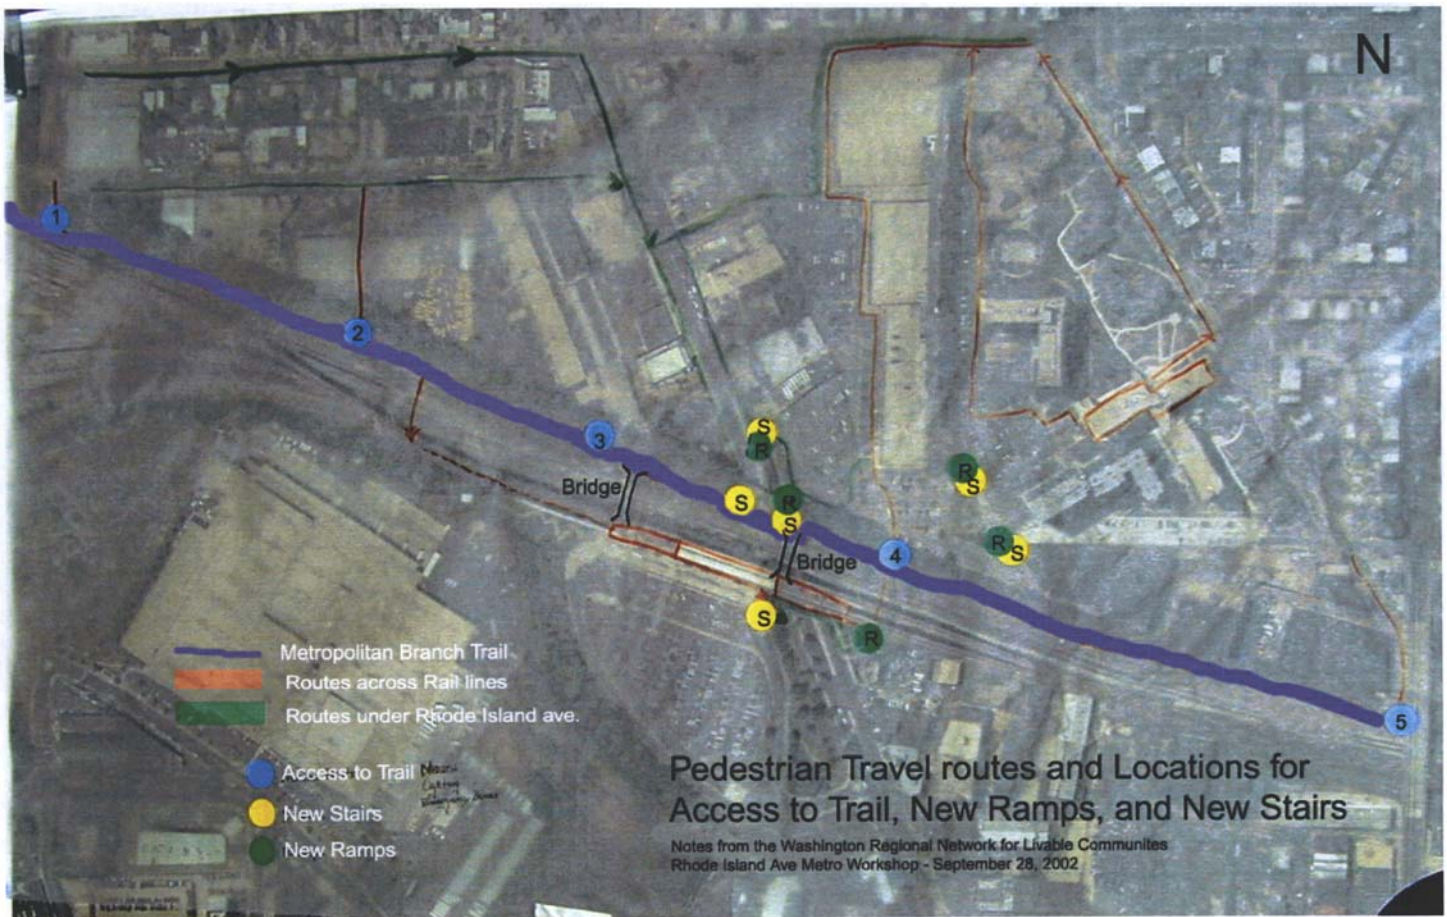 N
1
2
3
Bridge
S
R
S
R
S
Bridge
4
R
S
R
S
S
R
5
Metropolitan Branch Trail
Routes across Rail lines
Routes under Rhode Island ave.
Access to Trail
New Stairs
New Ramps
Pedestrian Travel routes and Locations for
Access to Trail, New Ramps, and New Stairs
Notes from the Washington Regional Network for Livable Communites
Rhode Island Ave Metro Workshop - September 28, 2002